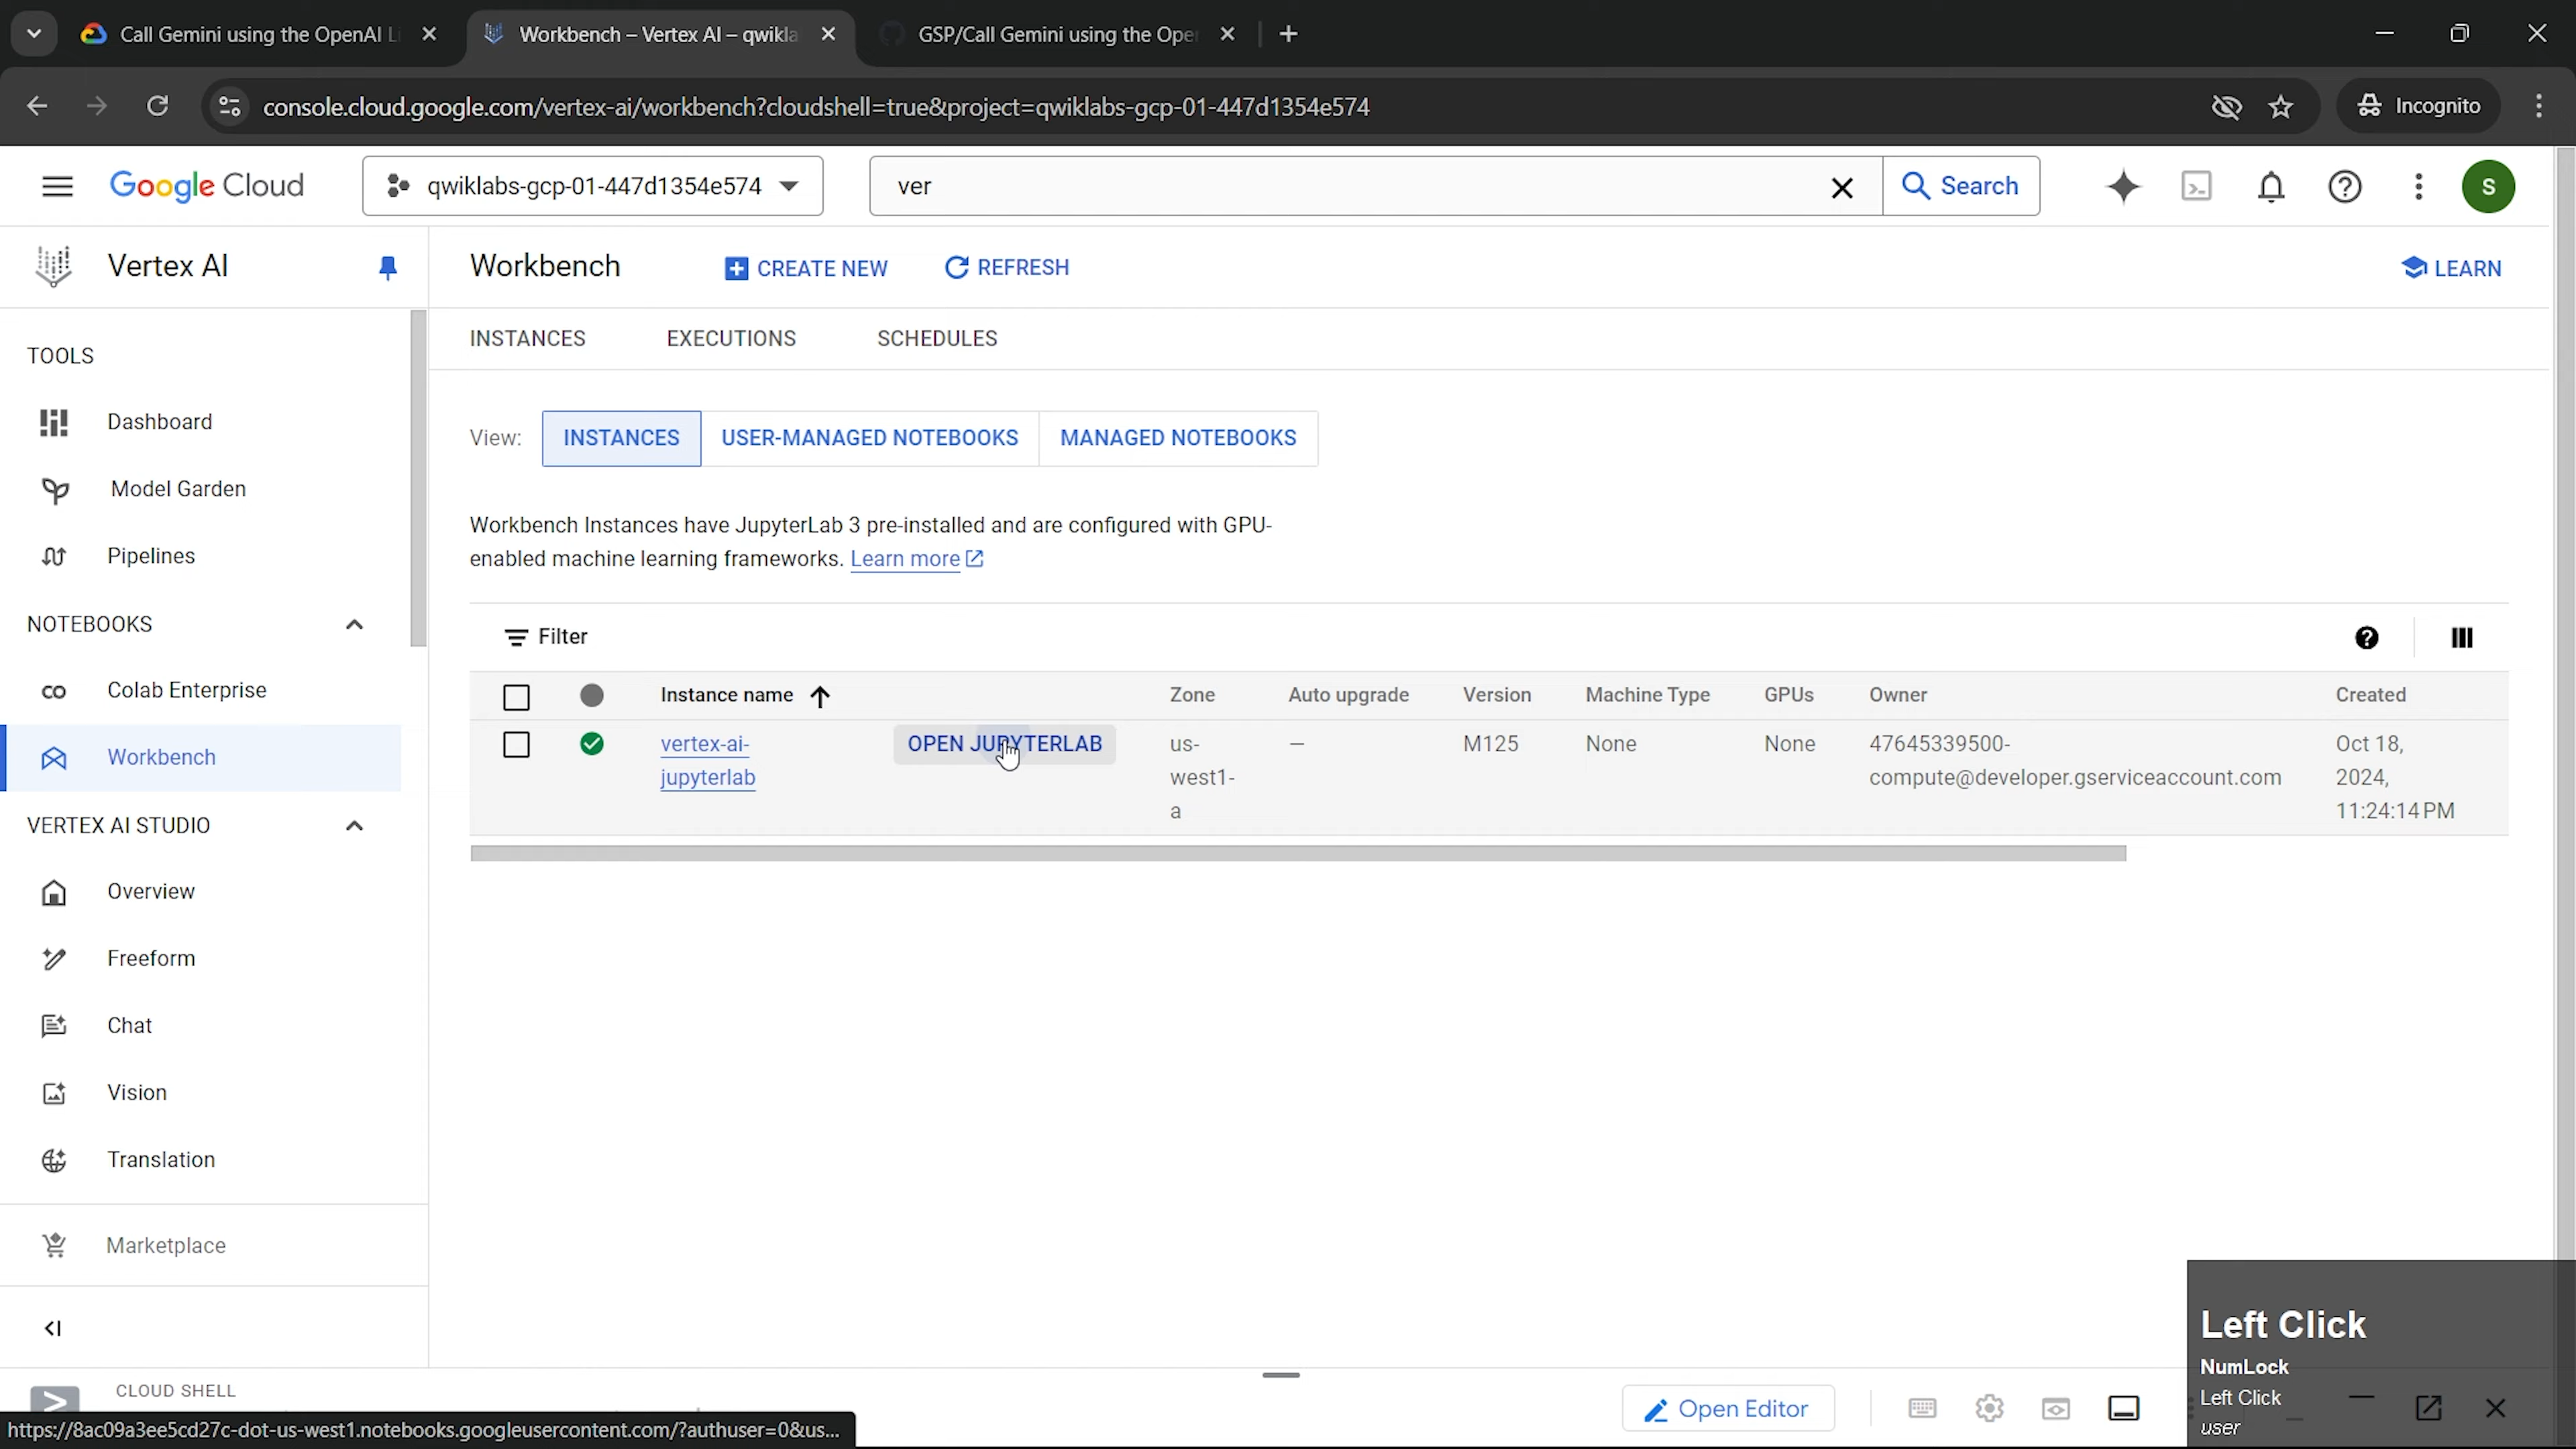 Call Gemini using the OpenAI Li
Workbench – Vertex AI – qwikla
GSP/Call Gemini using the Oper
console.cloud.google.com/vertex-ai/workbench?cloudshell=true&project=qwiklabs-gcp-01-447d1354e574
Incognito
Google Cloud
qwiklabs-gcp-01-447d1354e574
ver
Search
S
Vertex AI
Workbench
CREATE NEW
REFRESH
LEARN
TOOLS
Dashboard
Model Garden
Pipelines
NOTEBOOKS
Colab Enterprise
Workbench
VERTEX AI STUDIO
Overview
Freeform
Chat
Vision
Translation
Marketplace
INSTANCES
EXECUTIONS
SCHEDULES
View:
INSTANCES
USER-MANAGED NOTEBOOKS
MANAGED NOTEBOOKS
Workbench Instances have JupyterLab 3 pre-installed and are configured with GPU-
enabled machine learning frameworks. Learn more
Filter
Instance name
Zone
Auto upgrade
Version
Machine Type
GPUs
Owner
Created
vertex-ai-
jupyterlab
OPEN JUPYTERLAB
us-
west1-
a
–
M125
None
None
47645339500-
compute@developer.gserviceaccount.com
Oct 18,
2024,
11:24:14 PM
CLOUD SHELL
Open Editor
https://8ac09a3ee5cd27c-dot-us-west1.notebooks.googleusercontent.com/?authuser=0&us...
Left Click
NumLock
Left Click
user